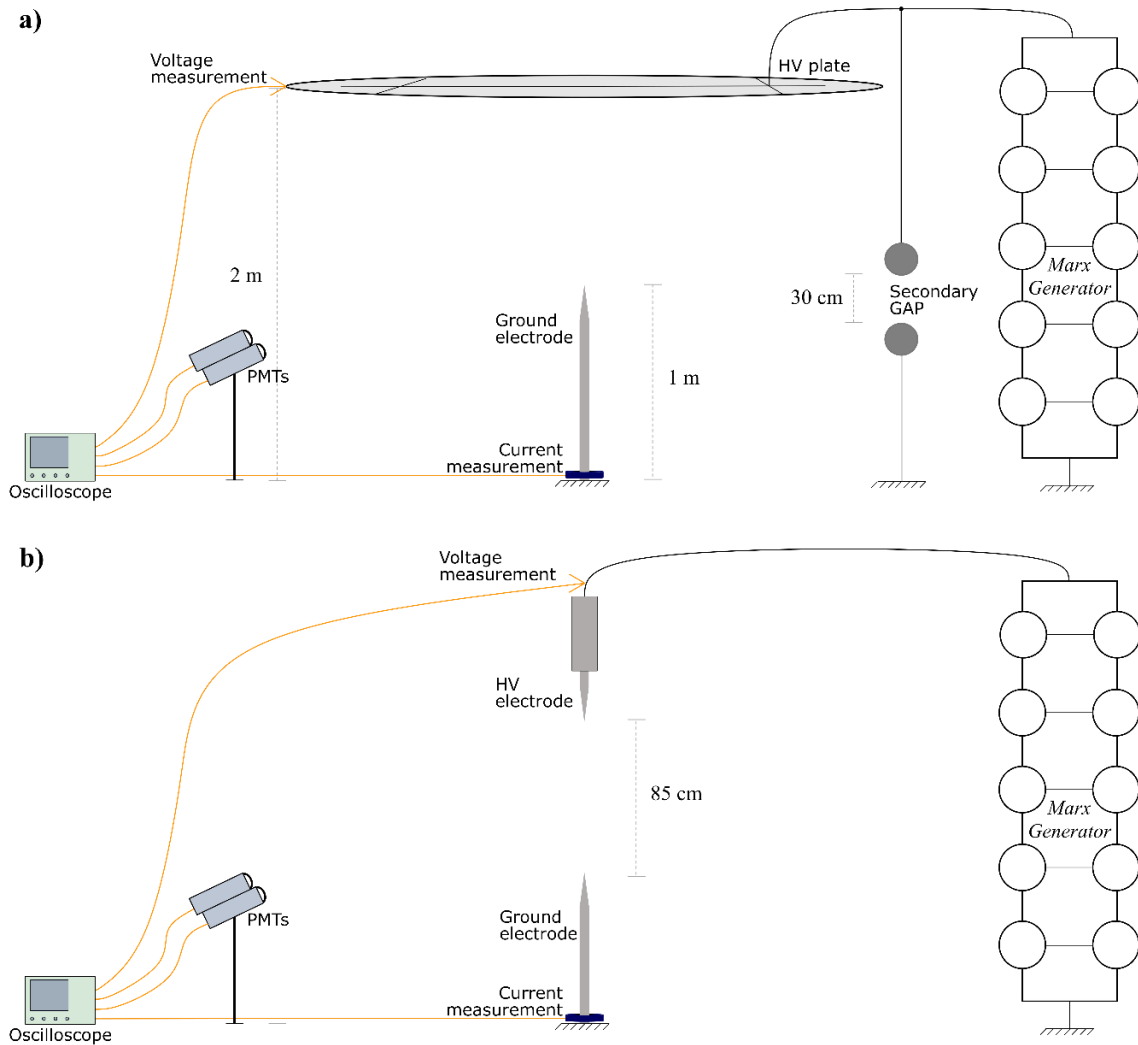 a)
Voltage
measurement
HV plate
2 m
Marx
Generator
30 cm
Secondary
GAP
Ground
electrode
PMTs
1 m
Current
measurement
Oscilloscope
b)
Voltage
measurement
HV
electrode
85 cm
Marx
Generator
PMTs
Ground
electrode
Current
measurement
Oscilloscope